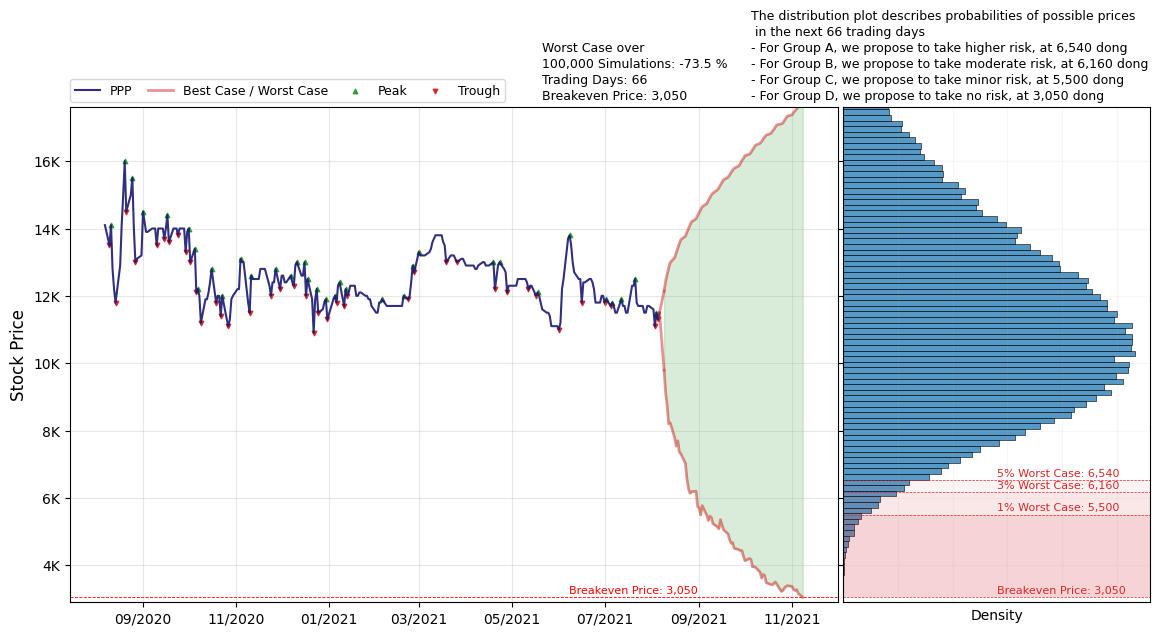 The distribution plot describes probabilities of possible prices
in the next 66 trading days
- For Group A, we propose to take higher risk, at 6,540 dong
- For Group B, we propose to take moderate risk, at 6,160 dong
- For Group C, we propose to take minor risk, at 5,500 dong
- For Group D, we propose to take no risk, at 3,050 dong
Worst Case over
100,000 Simulations: -73.5 %
Trading Days: 66
Breakeven Price: 3,050
PPP Best Case / Worst Case Peak Trough
Stock Price
16K
14K
12K
10K
8K
6K
4K
Breakeven Price: 3,050
09/2020 11/2020 01/2021 03/2021 05/2021 07/2021 09/2021 11/2021
5% Worst Case: 6,540
3% Worst Case: 6,160
1% Worst Case: 5,500
Breakeven Price: 3,050
Density